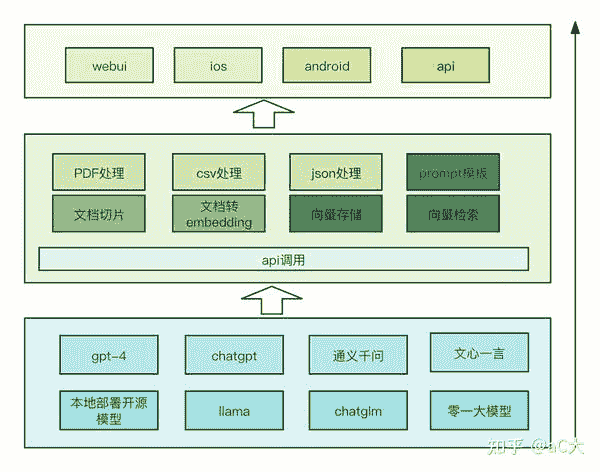 webui
ios
android
api
PDF处理
csv处理
json处理
prompt模板
文档切片
文档转
embedding
向量存储
向量检索
api调用
gpt-4
chatgpt
通义千问
文心一言
本地部署开源
模型
llama
chatglm
零一大模型
知乎 @aC大